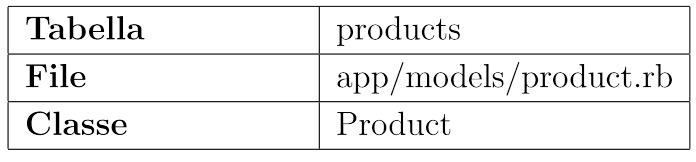 Tabella products
File app/models/product.rb
Classe Product